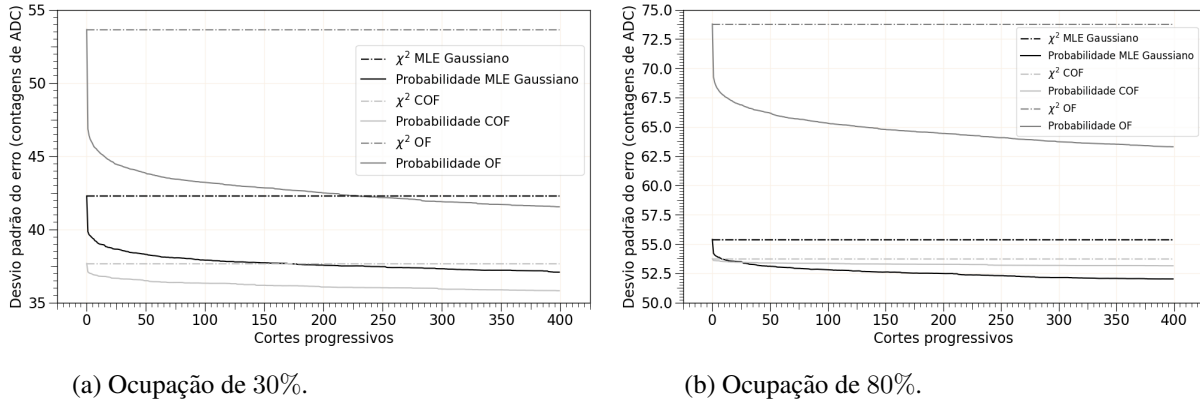 Desvio padrão do erro (contagens de ADC)
55
50
45
40
35
χ² MLE Gaussiano
Probabilidade MLE Gaussiano
χ² COF
Probabilidade COF
χ² OF
Probabilidade OF
0 50 100 150 200 250 300 350 400
Cortes progressivos
(a) Ocupação de 30%.
Desvio padrão do erro (contagens de ADC)
75.0
72.5
70.0
67.5
65.0
62.5
60.0
57.5
55.0
52.5
50.0
χ² MLE Gaussiano
Probabilidade MLE Gaussiano
χ² COF
Probabilidade COF
χ² OF
Probabilidade OF
0 50 100 150 200 250 300 350 400
Cortes progressivos
(b) Ocupação de 80%.